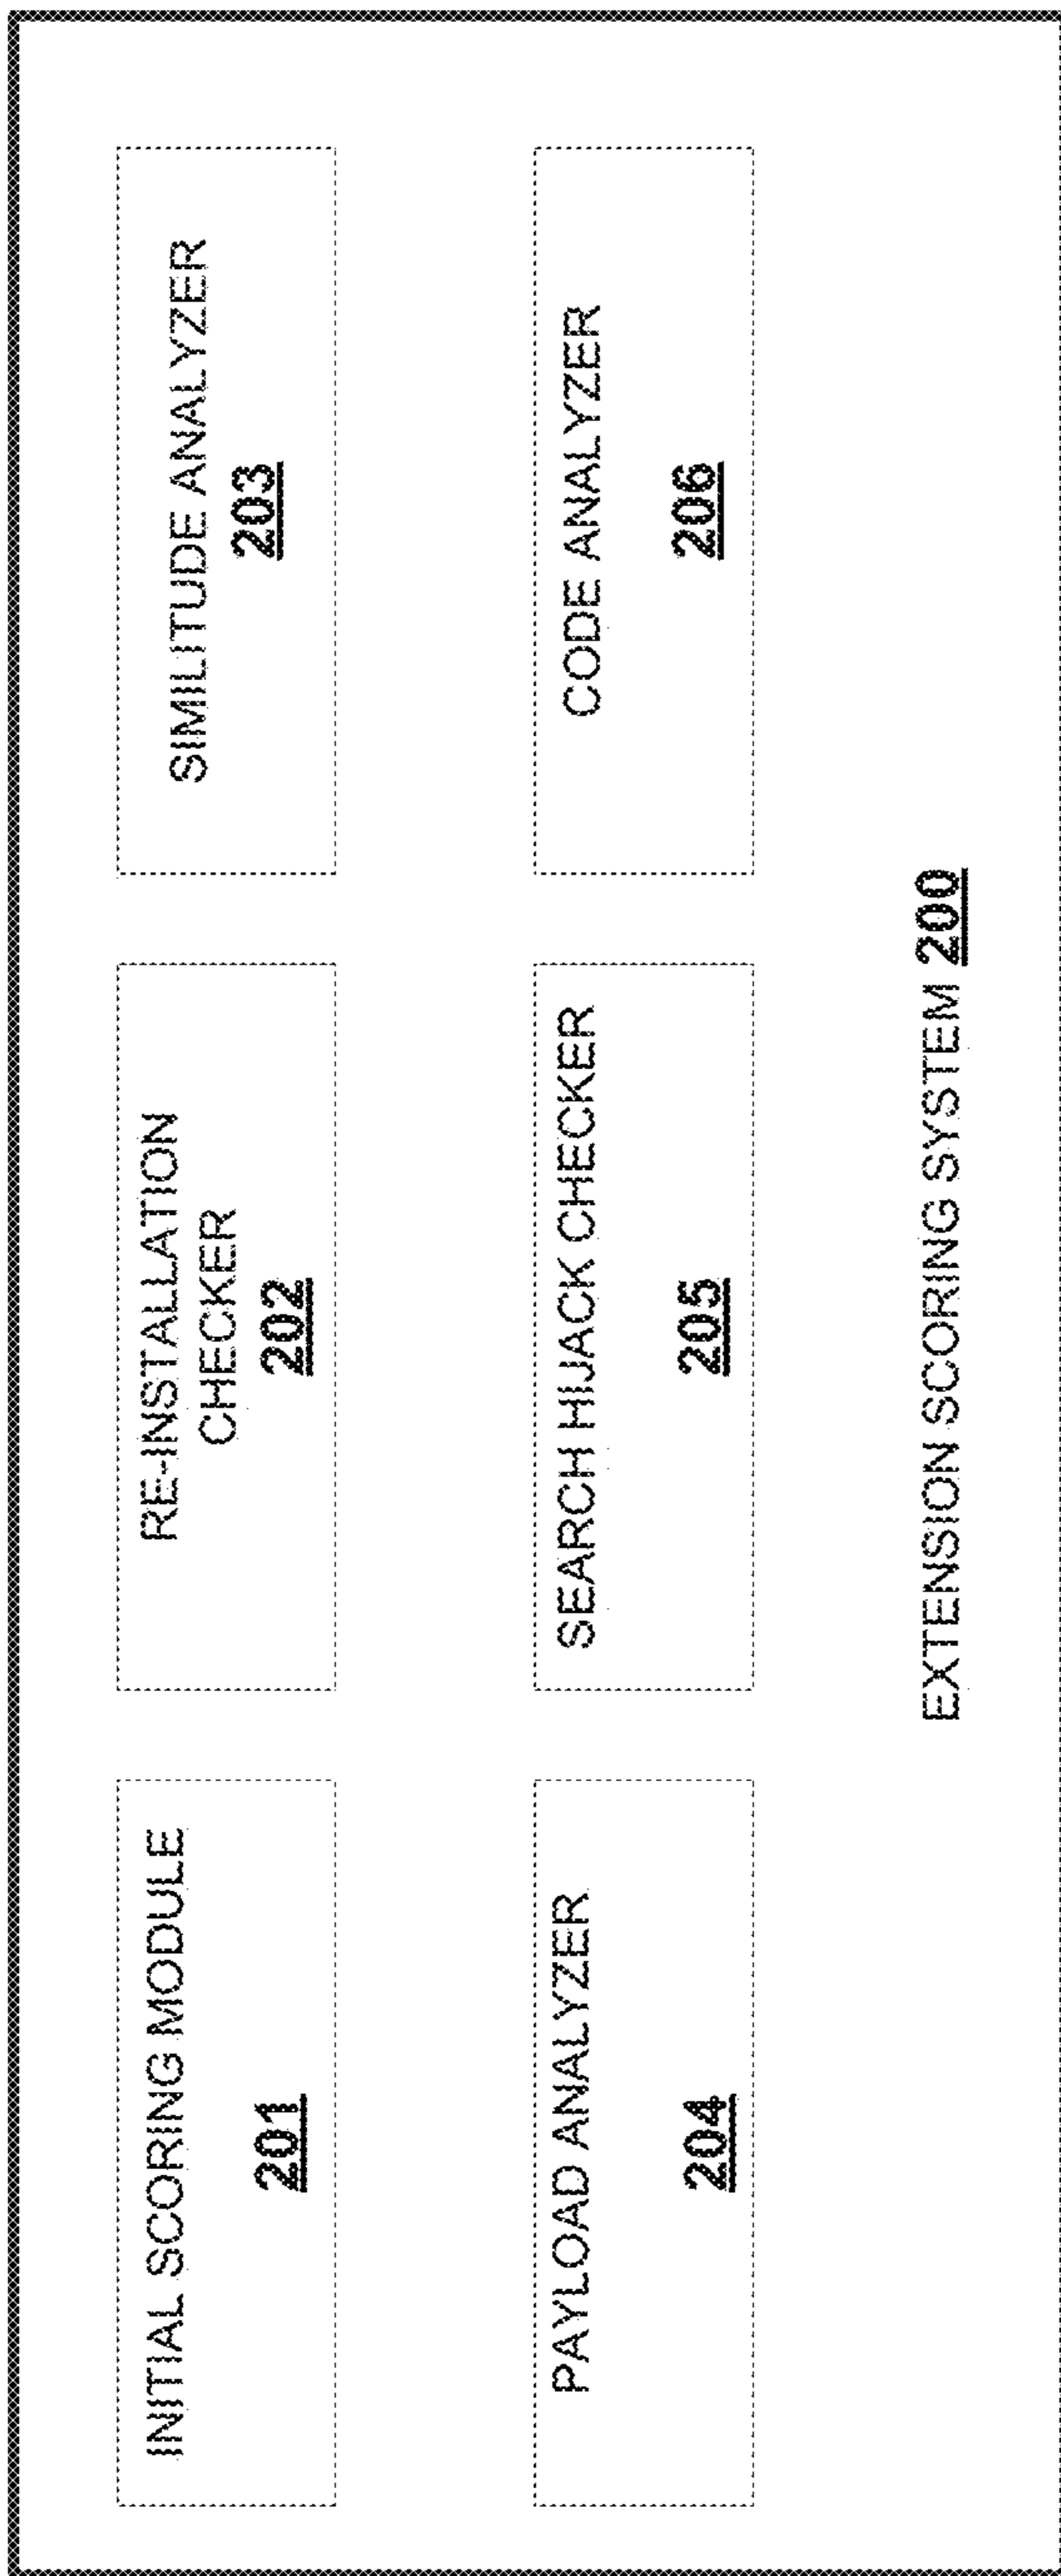 INITIAL SCORING MODULE
201
RE-INSTALLATION
CHECKER
202
SIMILITUDE ANALYZER
203
PAYLOAD ANALYZER
204
SEARCH HIJACK CHECKER
205
CODE ANALYZER
206
EXTENSION SCORING SYSTEM 200